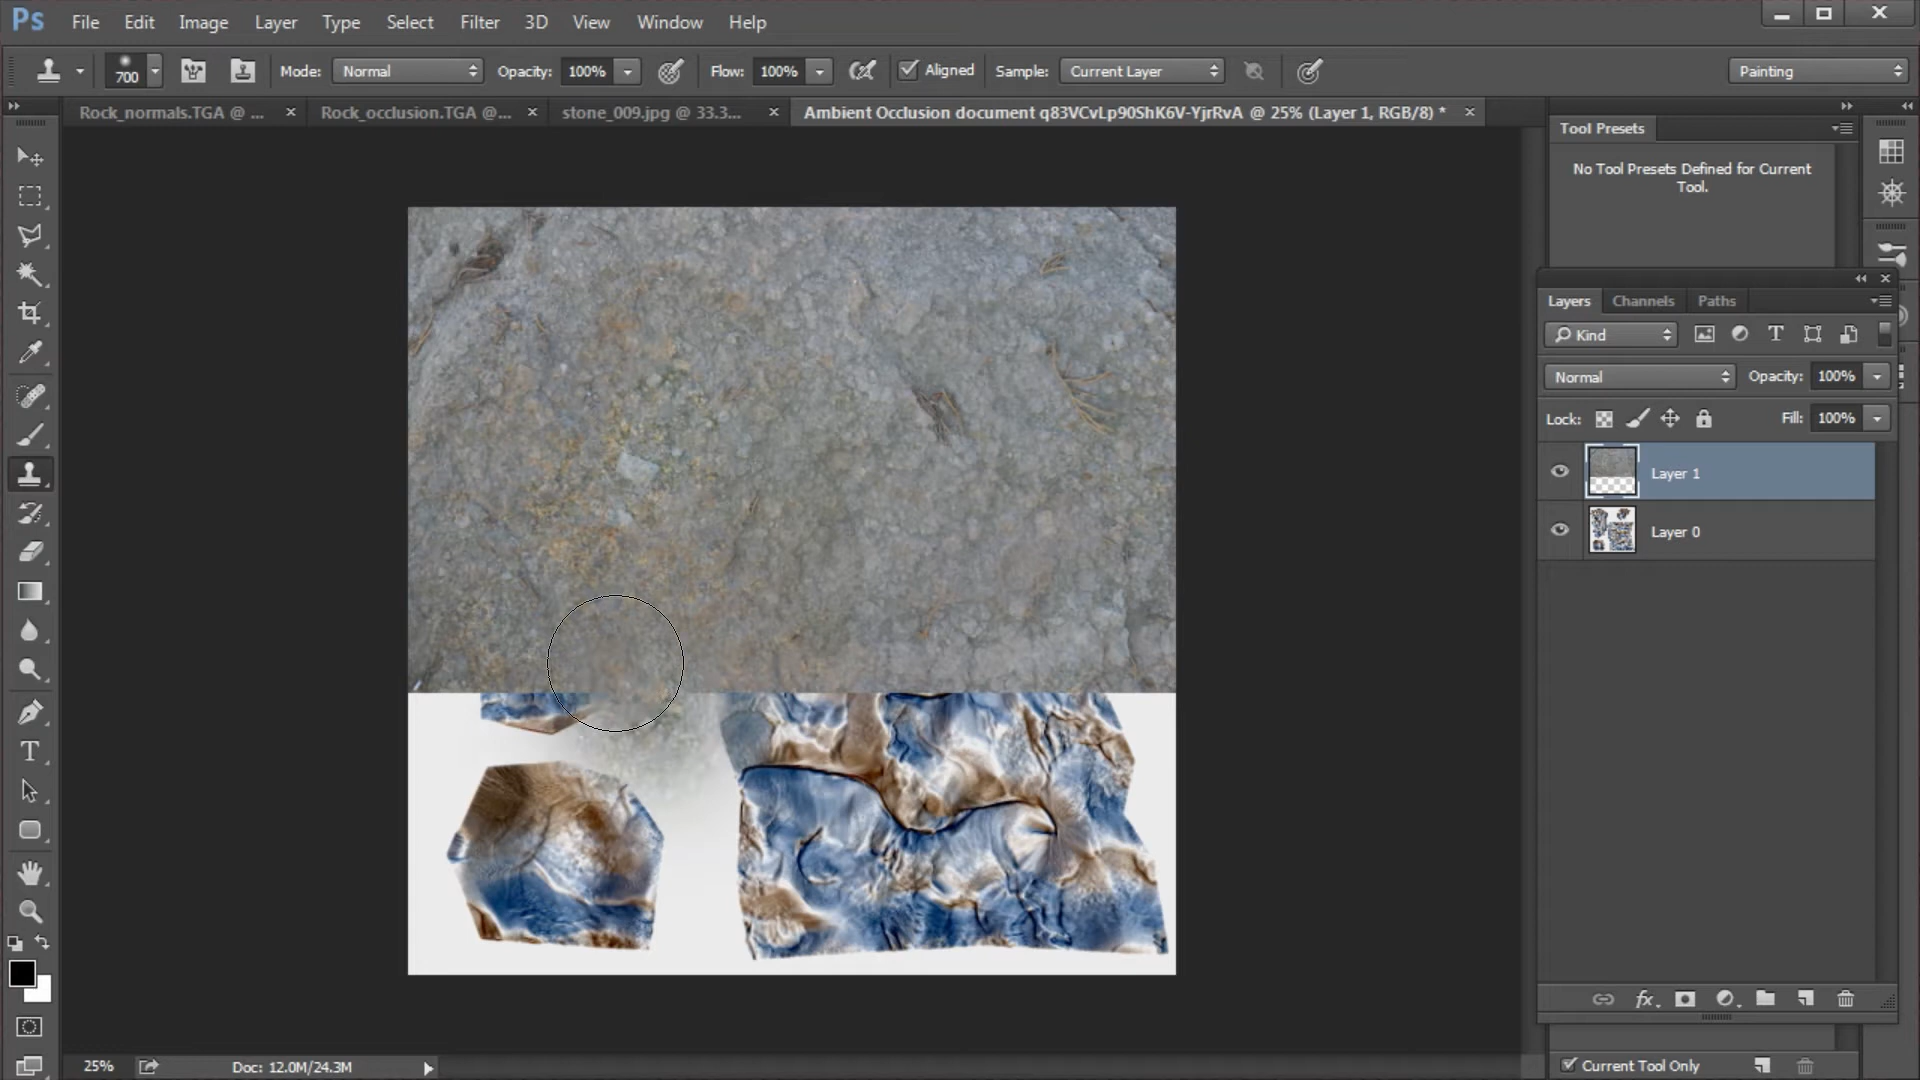 Ps File Edit Image Layer Type Select Filter 3D View Window Help
700 Mode: Normal Opacity: 100% Flow: 100% Aligned Sample: Current Layer Painting
Rock_normals.TGA @ ... Rock_occlusion.TGA @... stone_009.jpg @ 33.3... Ambient Occlusion document q83VCvLp90ShK6V-YjrRvA @ 25% (Layer 1, RGB/8) *
Tool Presets
No Tool Presets Defined for Current
Tool.
Layers Channels Paths
Kind
Normal Opacity: 100%
Lock: Fill: 100%
Layer 1
Layer 0
fx
25% Doc: 12.0M/24.3M
Current Tool Only